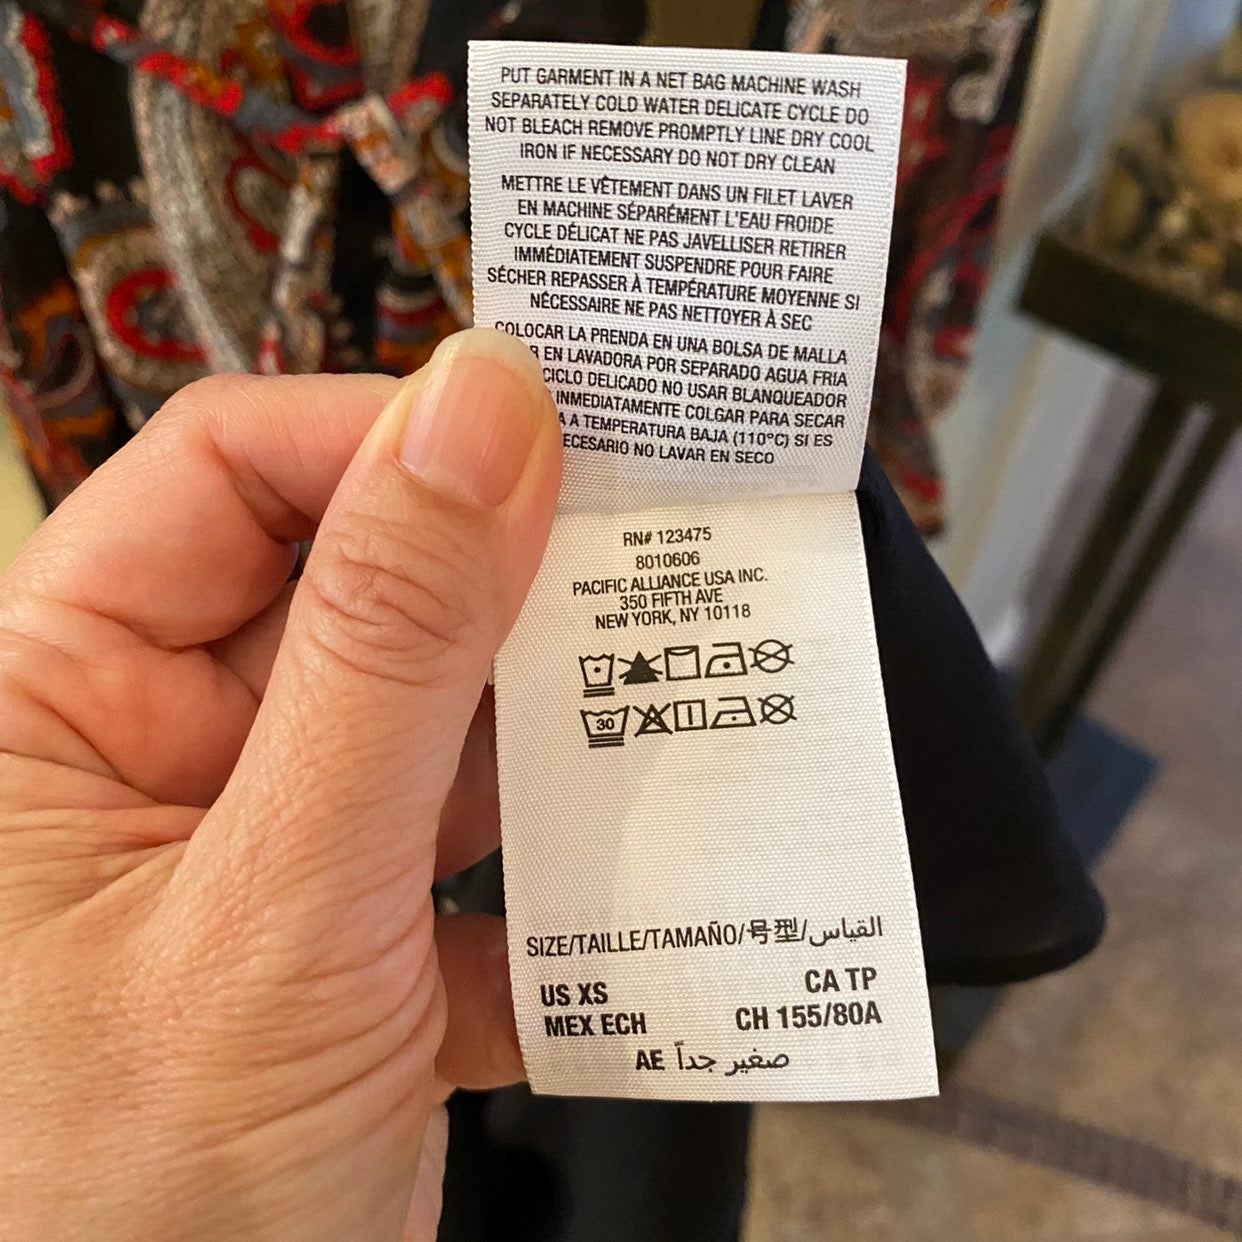 PUT GARMENT IN A NET BAG MACHINE WASH
SEPARATELY COLD WATER DELICATE CYCLE DO
NOT BLEACH REMOVE PROMPTLY LINE DRY COOL
IRON IF NECESSARY DO NOT DRY CLEAN
METTRE LE VÊTEMENT DANS UN FILET LAVER
EN MACHINE SÉPARÉMENT L'EAU FROIDE
CYCLE DÉLICAT NE PAS JAVELLISER RETIRER
IMMÉDIATEMENT SUSPENDRE POUR FAIRE
SÉCHER REPASSER À TEMPÉRATURE MOYENNE SI
NÉCESSAIRE NE PAS NETTOYER À SEC
COLOCAR LA PRENDA EN UNA BOLSA DE MALLA
EN LAVADORA POR SEPARADO AGUA FRIA
CICLO DELICADO NO USAR BLANQUEADOR
INMEDIATAMENTE COLGAR PARA SECAR
A TEMPERATURA BAJA (110°C) SI ES
NO LAVAR EN SECO
RN# 123475
8010606
PACIFIC ALLIANCE USA INC.
350 FIFTH AVE
NEW YORK, NY 10118
30
SIZE/TAILLE/TAMAÑO/号型/القياس
US XS CA TP
MEX ECH CH 155/80A
AE صغير جداً